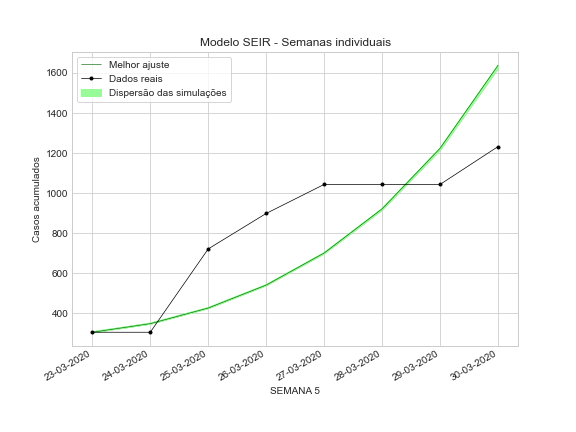 Modelo SEIR - Semanas individuais
Melhor ajuste
Dados reais
Dispersão das simulações
Casos acumulados
1600
1400
1200
1000
800
600
400
23-03-2020
24-03-2020
25-03-2020
26-03-2020
27-03-2020
28-03-2020
29-03-2020
30-03-2020
SEMANA 5